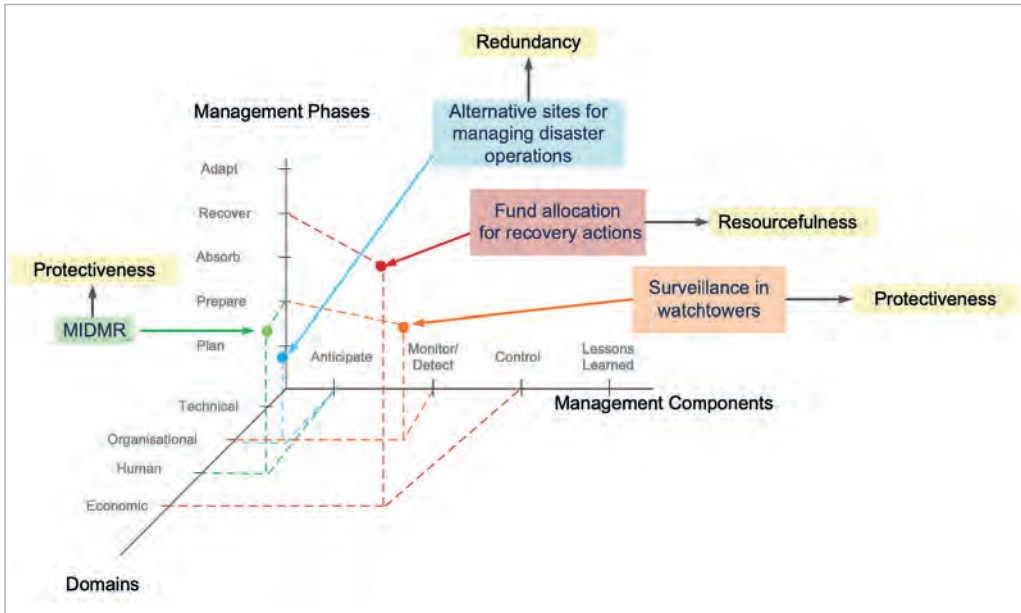 Redundancy
Management Phases
Alternative sites for
managing disaster
operations
Adapt
Recover
Fund allocation
for recovery actions
Resourcefulness
Absorb
Protectiveness
Prepare
Surveillance in
watchtowers
Protectiveness
MIDMR
Plan
Anticipate
Monitor/
Detect
Control
Lessons
Learned
Technical
Management Components
Organisational
Human
Economic
Domains